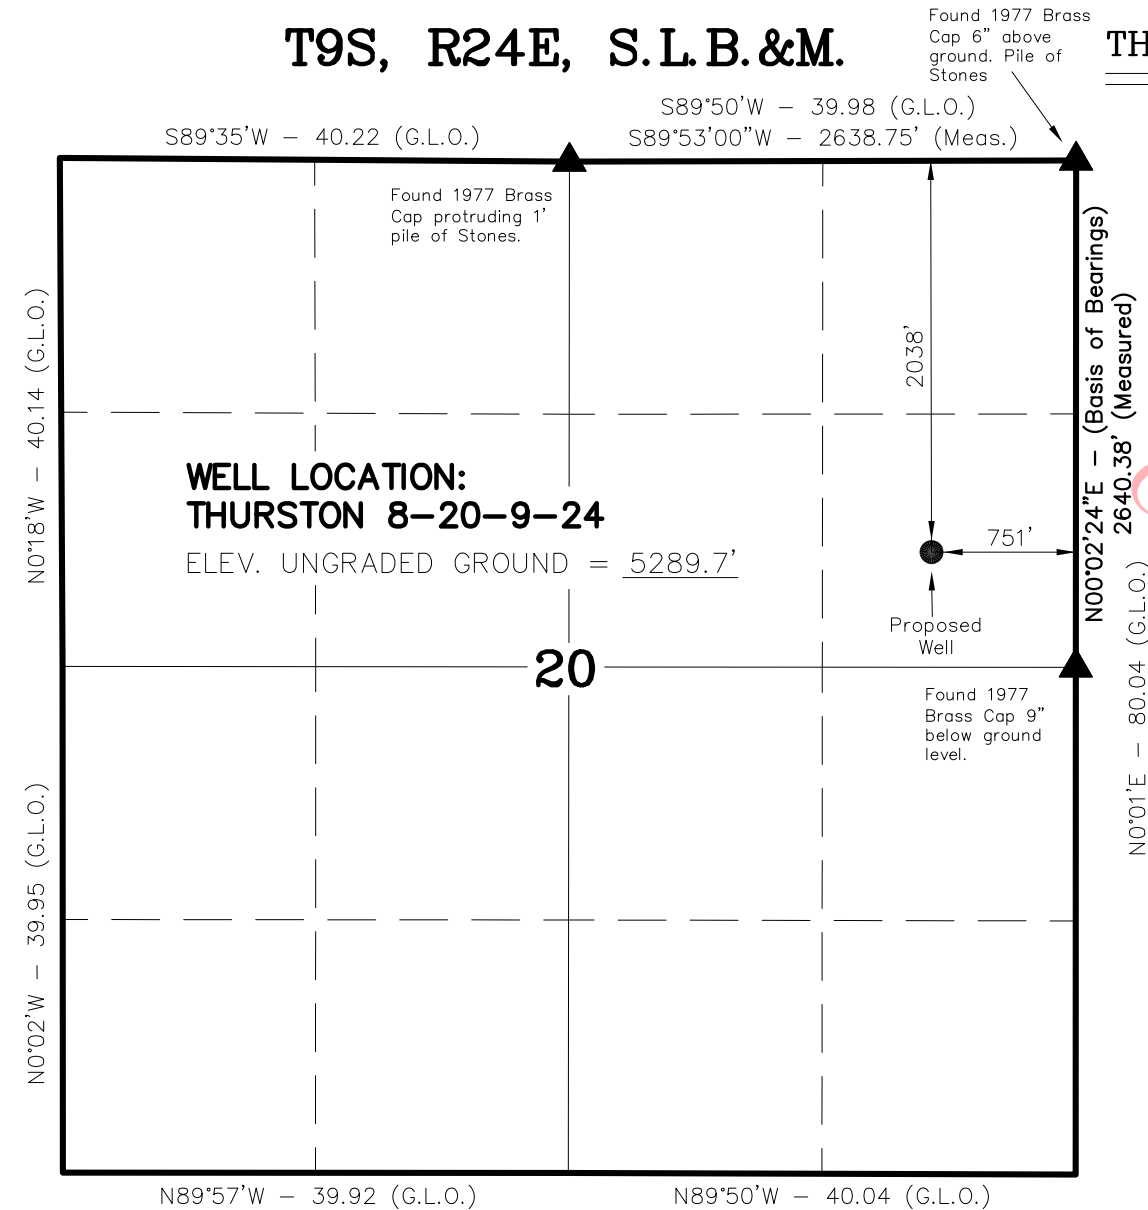 T9S, R24E, S.L.B.&M.
Found 1977 Brass
Cap 6" above
ground. Pile of
Stones
TH
S89°50'W – 39.98 (G.L.O.)
S89°35'W – 40.22 (G.L.O.)
S89°53'00"W – 2638.75' (Meas.)
Found 1977 Brass
Cap protruding 1'
pile of Stones.
N0°18'W – 40.14 (G.L.O.)
2038'
N00°02'24"E – (Basis of Bearings)
2640.38' (Measured)
WELL LOCATION:
THURSTON 8–20–9–24
ELEV. UNGRADED GROUND = 5289.7'
751'
Proposed
Well
20
Found 1977
Brass Cap 9"
below ground
level.
N0°01'E – 80.04 (G.L.O.)
N0°02'W – 39.95 (G.L.O.)
N89°57'W – 39.92 (G.L.O.)
N89°50'W – 40.04 (G.L.O.)